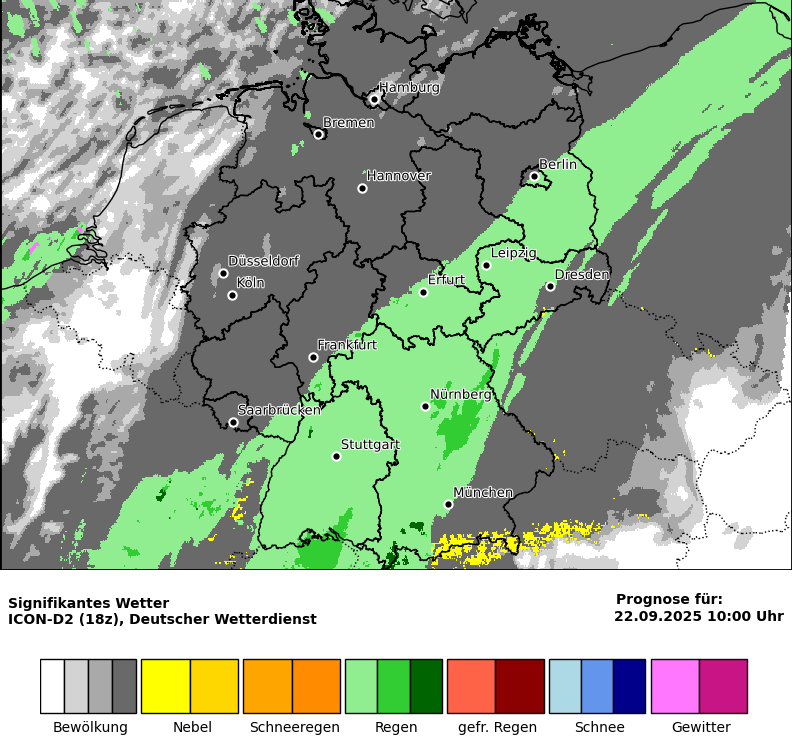 Hamburg
Bremen
Berlin
Hannover
Leipzig
Düsseldorf
Dresden
Köln
Erfurt
Frankfurt
Nürnberg
Saarbrücken
Stuttgart
München
Signifikantes Wetter
ICON-D2 (18z), Deutscher Wetterdienst
Prognose für:
22.09.2025 10:00 Uhr
Bewölkung Nebel Schneeregen Regen gefr. Regen Schnee Gewitter